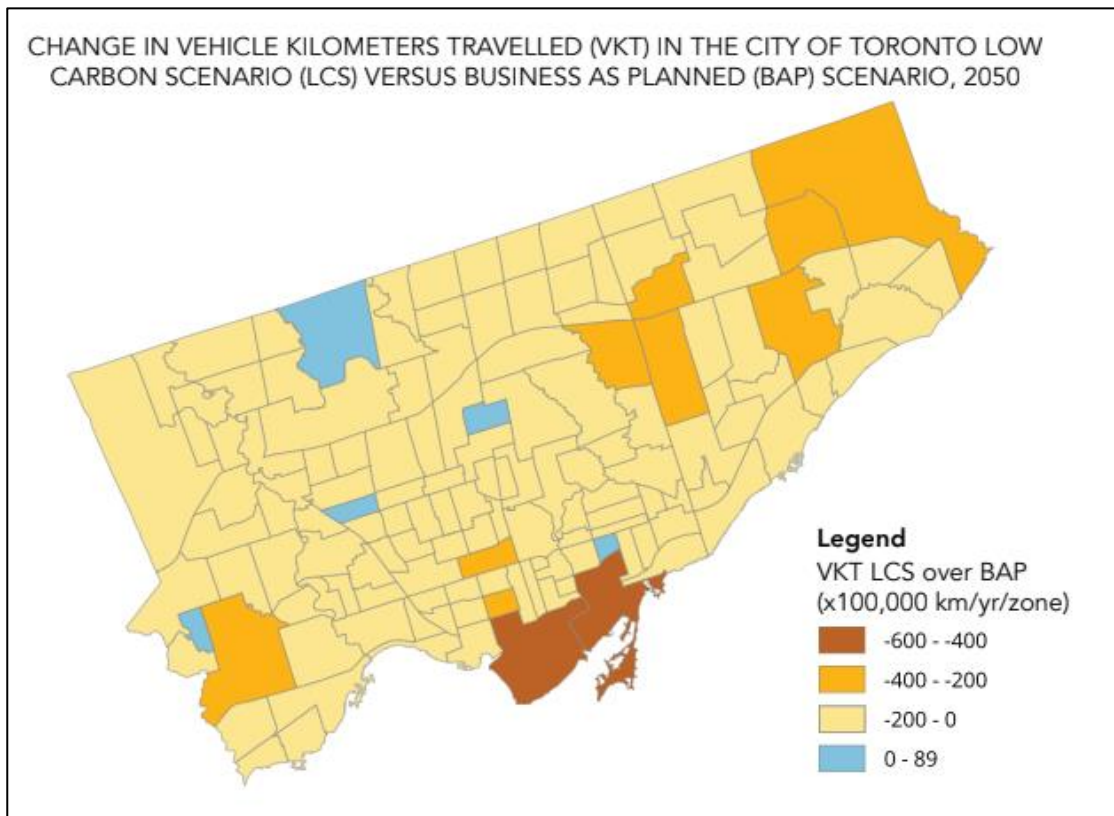 CHANGE IN VEHICLE KILOMETERS TRAVELLED (VKT) IN THE CITY OF TORONTO LOW
CARBON SCENARIO (LCS) VERSUS BUSINESS AS PLANNED (BAP) SCENARIO, 2050
Legend
VKT LCS over BAP
(x100,000 km/yr/zone)
-600 - -400
-400 - -200
-200 - 0
0 - 89